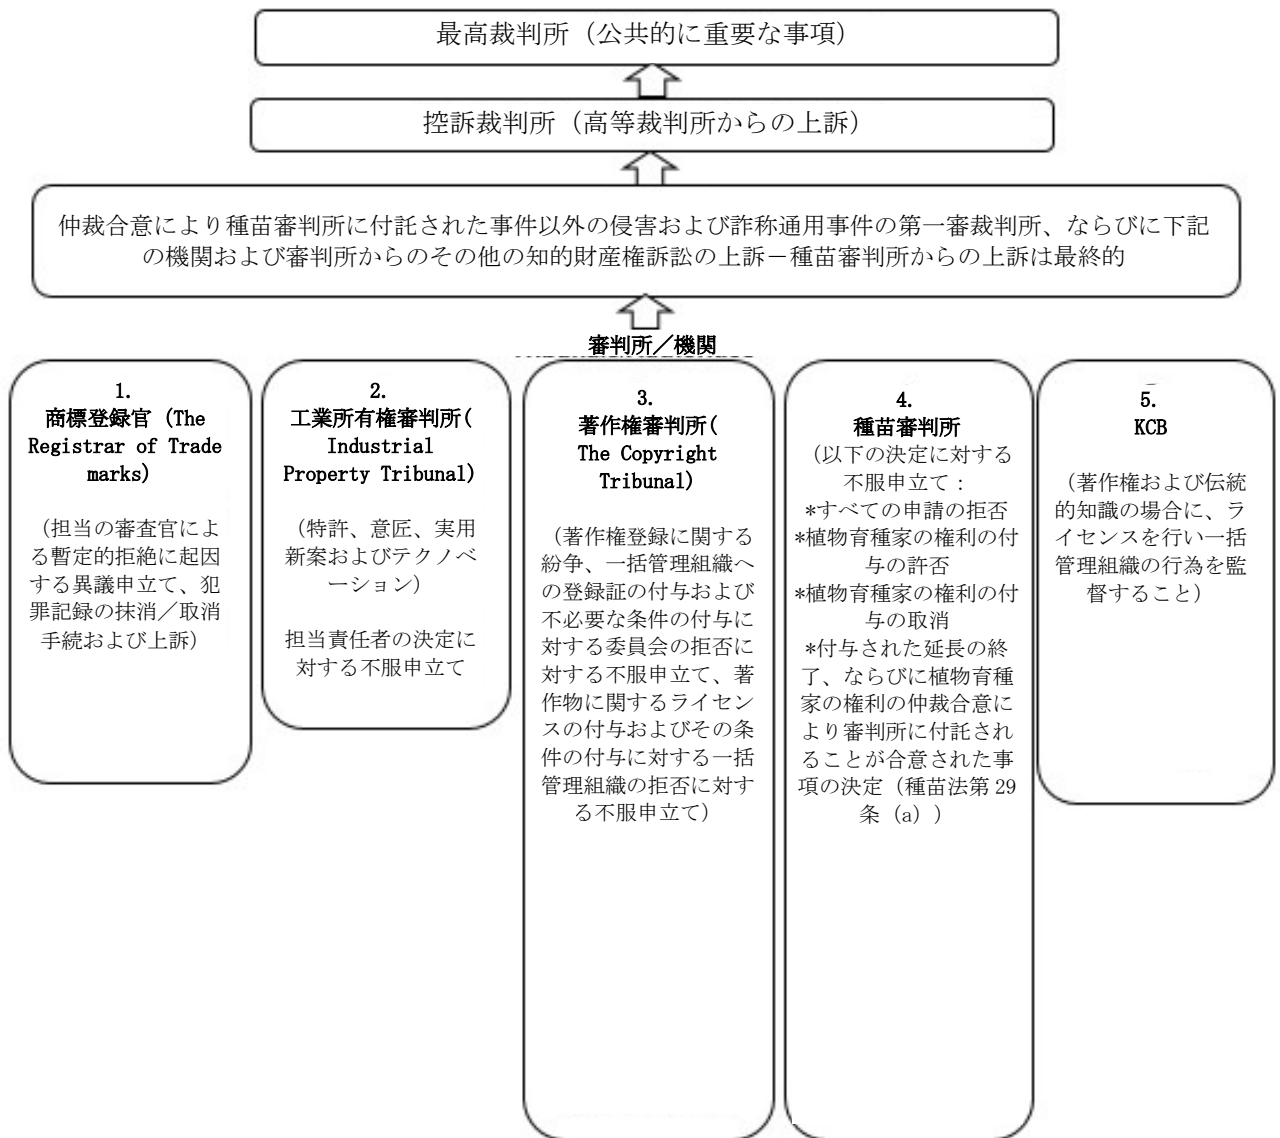 最高裁判所（公共的に重要な事項）
控訴裁判所（高等裁判所からの上訴）
仲裁合意により種苗審判所に付託された事件以外の侵害および詐称通用事件の第一審裁判所、ならびに下記
の機関および審判所からのその他の知的財産権訴訟の上訴－種苗審判所からの上訴は最終的
審判所／機関
1.
商標登録官（The
Registrar of Trade
marks)
（担当の審査官によ
る暫定的拒絶に起因
する異議申立て、犯
罪記録の抹消／取消
手続および上訴）
2.
工業所有権審判所(
Industrial
Property Tribunal)
（特許、意匠、実用
新案およびテクノベ
ーション）
担当責任者の決定に
対する不服申立て
3.
著作権審判所(
The Copyright
Tribunal)
（著作権登録に関する
紛争、一括管理組織へ
の登録証の付与および
不必要な条件の付与に
対する委員会の拒否に
対する不服申立て、著
作物に関するライセン
スの付与およびその条
件の付与に対する一括
管理組織の拒否に対す
る不服申立て）
4.
種苗審判所
（以下の決定に対する
不服申立て：
*すべての申請の拒否
*植物育種家の権利の付
与の許否
*植物育種家の権利の付
与の取消
*付与された延長の終
了、ならびに植物育種
家の権利の仲裁合意に
より審判所に付託され
ることが合意された事
項の決定（種苗法第 29
条（a））
5.
KCB
（著作権および伝統
的知識の場合に、ラ
イセンスを行い一括
管理組織の行為を監
督すること）